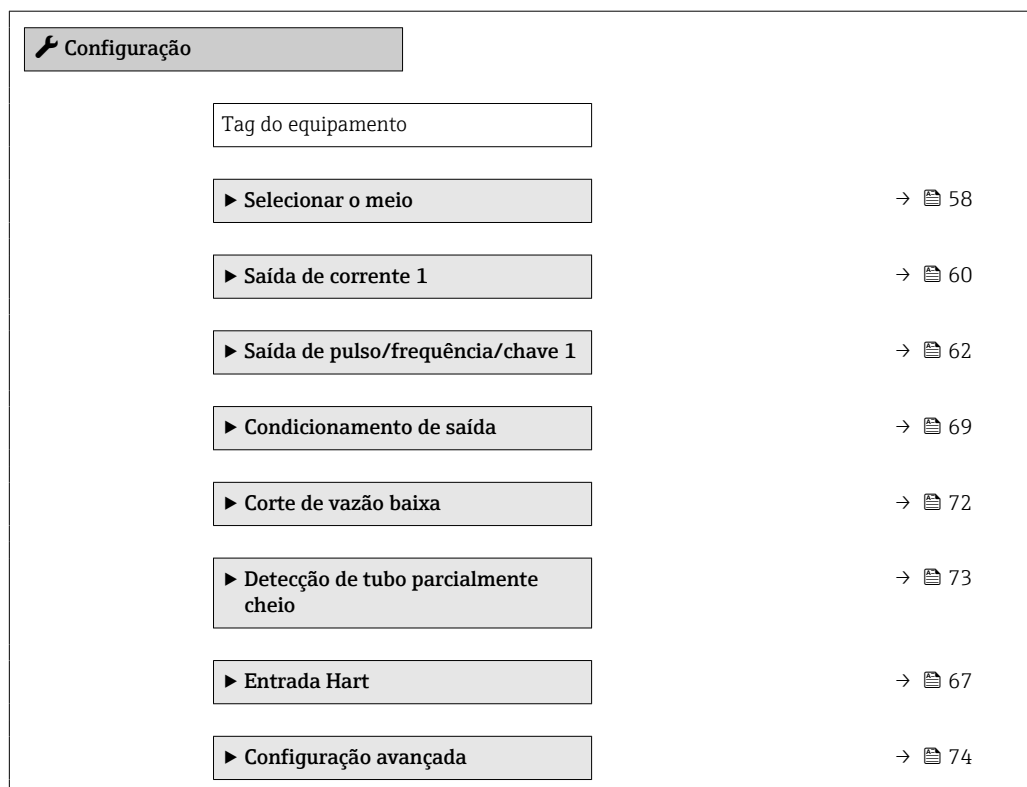 Configuração
Tag do equipamento
▶ Selecionar o meio → 58
▶ Saída de corrente 1 → 60
▶ Saída de pulso/frequência/chave 1 → 62
▶ Condicionamento de saída → 69
▶ Corte de vazão baixa → 72
▶ Detecção de tubo parcialmente → 73
cheio
▶ Entrada Hart → 67
▶ Configuração avançada → 74